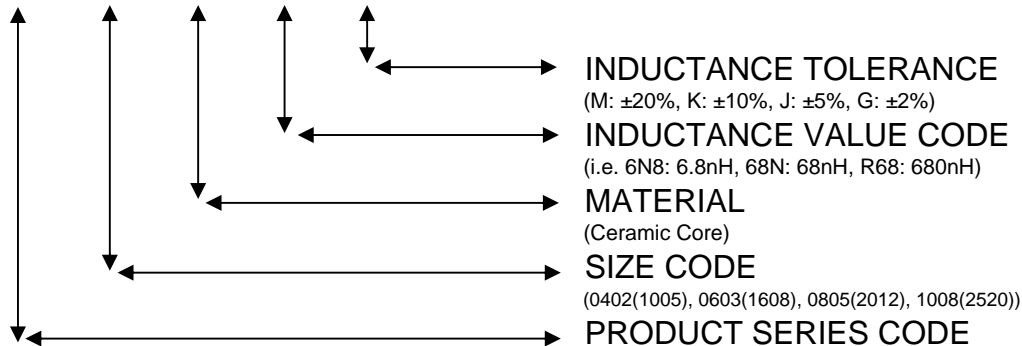 INDUCTANCE TOLERANCE
(M: ±20%, K: ±10%, J: ±5%, G: ±2%)
INDUCTANCE VALUE CODE
(i.e. 6N8: 6.8nH, 68N: 68nH, R68: 680nH)
MATERIAL
(Ceramic Core)
SIZE CODE
(0402(1005), 0603(1608), 0805(2012), 1008(2520))
PRODUCT SERIES CODE